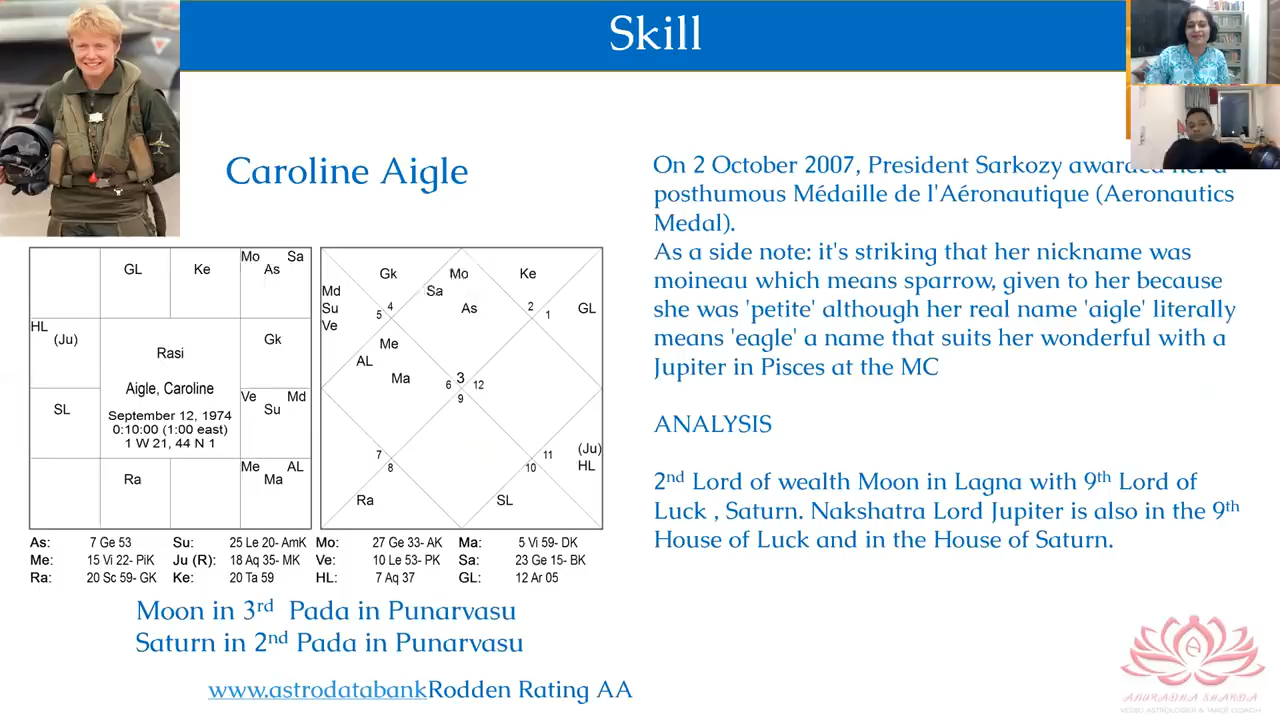 Skill
Caroline Aigle
On 2 October 2007, President Sarkozy awarded her a
posthumous Médaille de l'Aéronautique (Aeronautics
Medal).
As a side note: it's striking that her nickname was
moineau which means sparrow, given to her because
she was 'petite' although her real name 'aigle' literally
means 'eagle' a name that suits her wonderful with a
Jupiter in Pisces at the MC
ANALYSIS
2nd Lord of wealth Moon in Lagna with 9th Lord of
Luck , Saturn. Nakshatra Lord Jupiter is also in the 9th
House of Luck and in the House of Saturn.
GL
Ke
Mo Sa
As
HL
(Ju)
Gk
Rasi
Aigle, Caroline
September 12, 1974
0:10:00 (1:00 east)
1 W 21, 44 N 1
SL
Ve Md
Su
Ra
Me AL
Ma
Gk Mo Ke
Md Sa
Su As GL
Ve
4 5 2 1
Me
AL
Ma
3
6 12
9
7 8
11 10
(Ju)
HL
Ra
SL
As: 7 Ge 53 Su: 25 Le 20- AmK Mo: 27 Ge 33- AK Ma: 5 Vi 59- DK
Me: 15 Vi 22- PiK Ju (R): 18 Aq 35- MK Ve: 10 Le 53- PK Sa: 23 Ge 15- BK
Ra: 20 Sc 59- GK Ke: 20 Ta 59 HL: 7 Aq 37 GL: 12 Ar 05
Moon in 3rd Pada in Punarvasu
Saturn in 2nd Pada in Punarvasu
www.astrodatabankRodden Rating AA
A
ANURADHA SHARDA
VEDIC ASTROLOGER & TAROT COACH